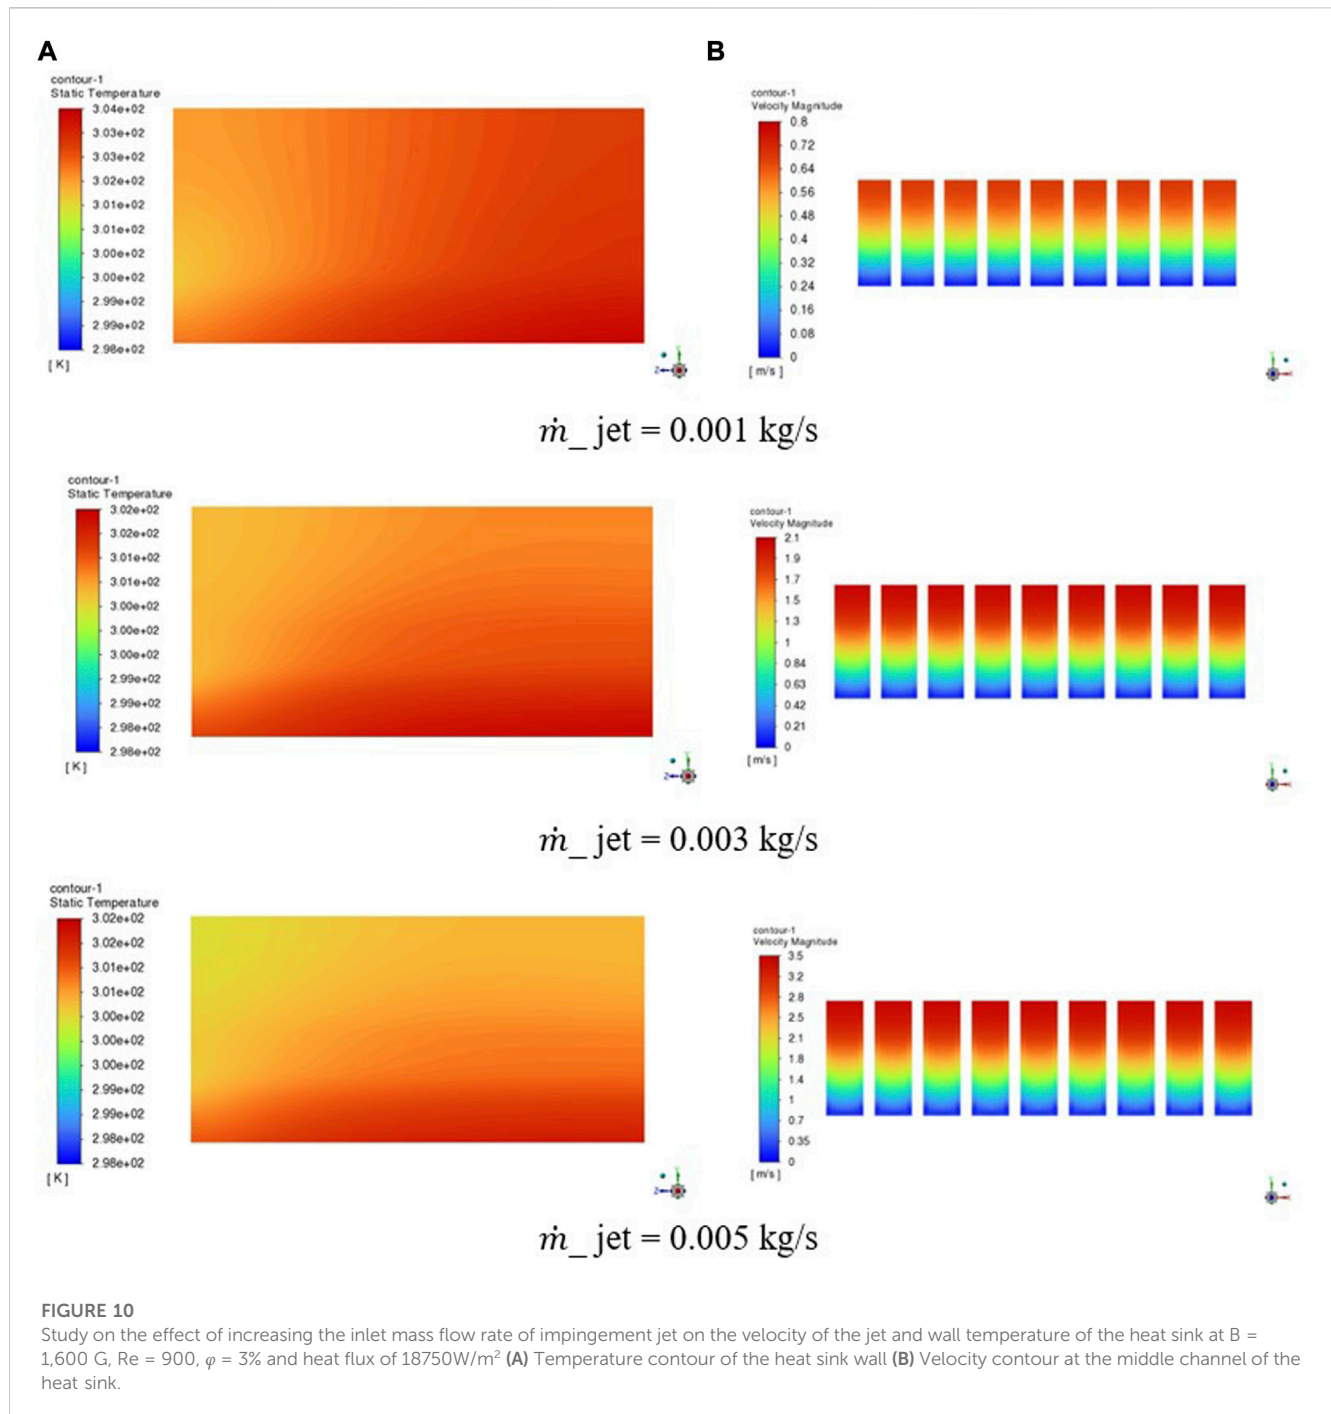 A
B
contour-1
Static Temperature
3.04e+02
3.03e+02
3.03e+02
3.02e+02
3.01e+02
3.01e+02
3.00e+02
3.00e+02
2.99e+02
2.99e+02
2.98e+02
[ K ]
Y
Z
contour-1
Velocity Magnitude
0.8
0.72
0.64
0.56
0.48
0.4
0.32
0.24
0.16
0.08
0
[ m/s ]
ṁ_ jet = 0.001 kg/s
contour-1
Static Temperature
3.02e+02
3.02e+02
3.01e+02
3.01e+02
3.00e+02
3.00e+02
3.00e+02
2.99e+02
2.99e+02
2.98e+02
2.98e+02
[ K ]
Z
contour-1
Velocity Magnitude
2.1
1.9
1.7
1.5
1.3
1
0.84
0.63
0.42
0.21
0
[ m/s ]
ṁ_ jet = 0.003 kg/s
contour-1
Static Temperature
3.02e+02
3.02e+02
3.01e+02
3.01e+02
3.00e+02
3.00e+02
3.00e+02
2.99e+02
2.99e+02
2.98e+02
2.98e+02
[ K ]
Z
contour-1
Velocity Magnitude
3.5
3.2
2.8
2.5
2.1
1.8
1.4
1
0.7
0.35
0
[ m/s ]
ṁ_ jet = 0.005 kg/s
FIGURE 10
Study on the effect of increasing the inlet mass flow rate of impingement jet on the velocity of the jet and wall temperature of the heat sink at B =
1,600 G, Re = 900, φ = 3% and heat flux of 18750W/m² (A) Temperature contour of the heat sink wall (B) Velocity contour at the middle channel of the
heat sink.